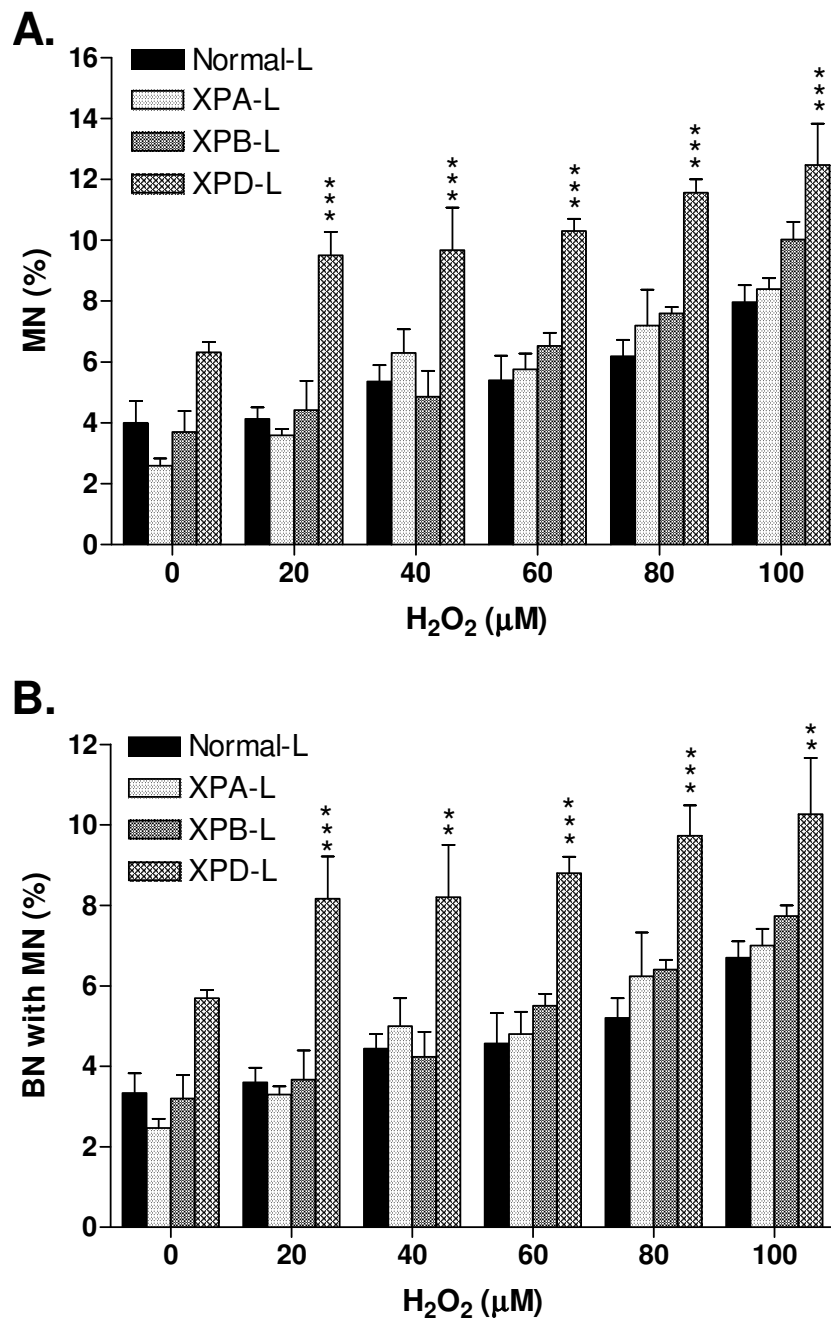 A.
16
14
12
10
8
6
4
2
0
MN (%)
Normal-L
XPA-L
XPB-L
XPD-L
***
***
***
***
***
0 20 40 60 80 100
H₂O₂ (μM)
B.
12
10
8
6
4
2
0
BN with MN (%)
Normal-L
XPA-L
XPB-L
XPD-L
***
**
***
***
**
0 20 40 60 80 100
H₂O₂ (μM)